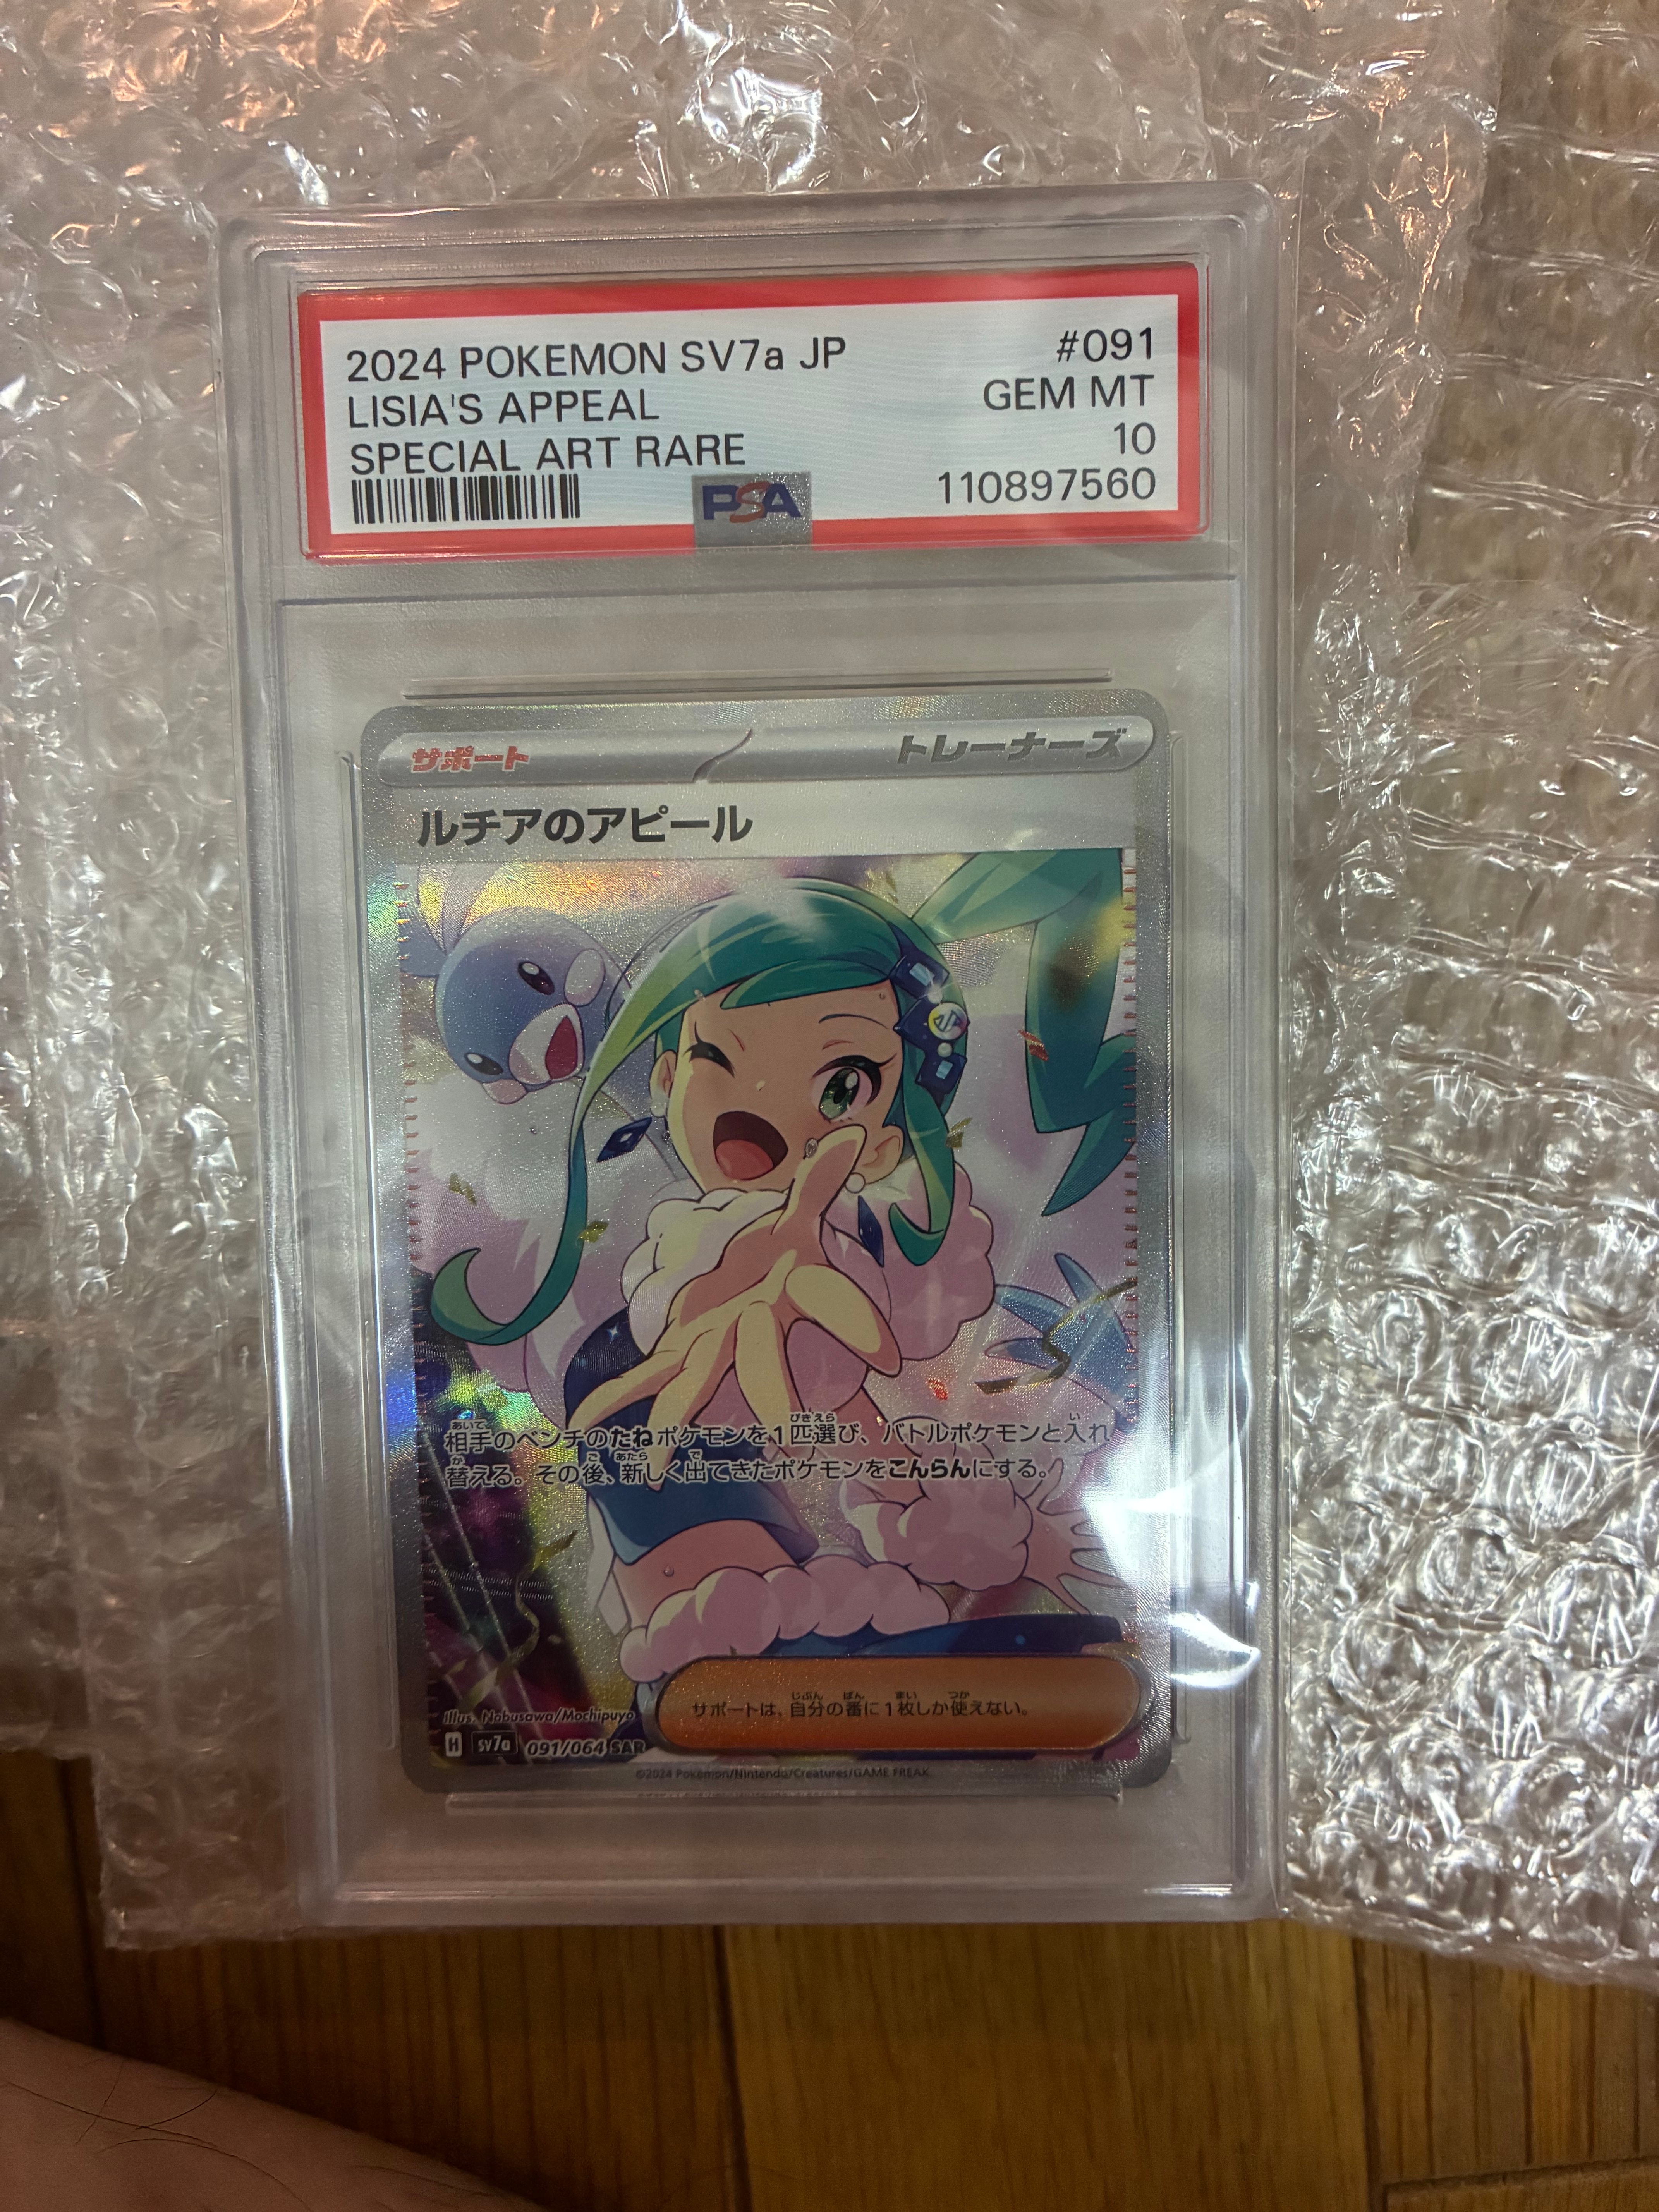 2024 POKEMON SV7a JP #091
LISIA'S APPEAL GEM MT
SPECIAL ART RARE 10
PSA 110897560
サポート トレーナーズ
ルチアのアピール
相手のベンチのたねポケモンを1匹選び、バトルポケモンと入れ
替える。その後、新しく出てきたポケモンをこんらんにする。
サポートは、自分の番に1枚しか使えない。
Illus. Nobusawa/Mochipuyo
H sv7a 091/064 SAR
©2024 Pokémon/Nintendo/Creatures/GAME FREAK